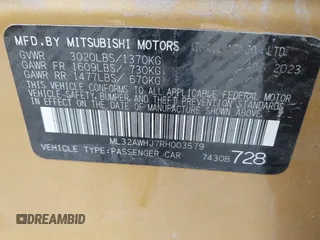 MFD.BY MITSUBISHI MOTORS
GVWR 3020LBS/1370KG
GAWR FR 1609LBS/ 730KG 2023
GAWR RR 1477LBS/ 670KG
THIS VEHICLE CONFORMS TO ALL APPLICABLE
FEDERAL MOTOR VEHICLE SAFETY, BUMPER AND
THEFT PREVENTION STANDARDS IN EFFECT ON THE
DATE OF MANUFACTURE SHOWN ABOVE.
ML32AWHJ7RH003579
VEHICLE TYPE:PASSENGER CAR
7430B 728
DREAMBID